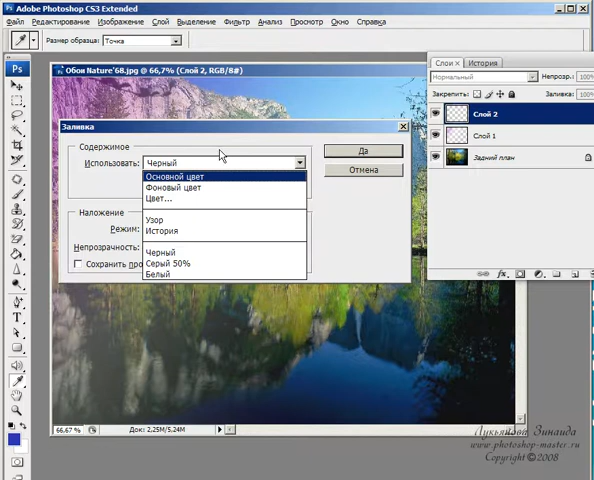 Adobe Photoshop CS3 Extended
Файл Редактирование Изображение Слой Выделение Фильтр Анализ Просмотр Окно Справка
Размер образца: Точка
Ps
Обои Nature'68.jpg @ 66,7% (Слой 2, RGB/8#)
Слои × История
Нормальный Непрозр.: 100%
Закрепить: Заливка: 100%
Слой 2
Слой 1
Задний план
fx
Заливка
Содержимое
Использовать: Черный
Да
Отмена
Основной цвет
Фоновый цвет
Цвет...
Узор
История
Черный
Серый 50%
Белый
Наложение
Режим:
Непрозрачность:
Сохранить про
T
66,67 %
Док: 2,25M/5,24M
Лукьянова Зинаида
www.photoshop-master.ru
Copyright©2008